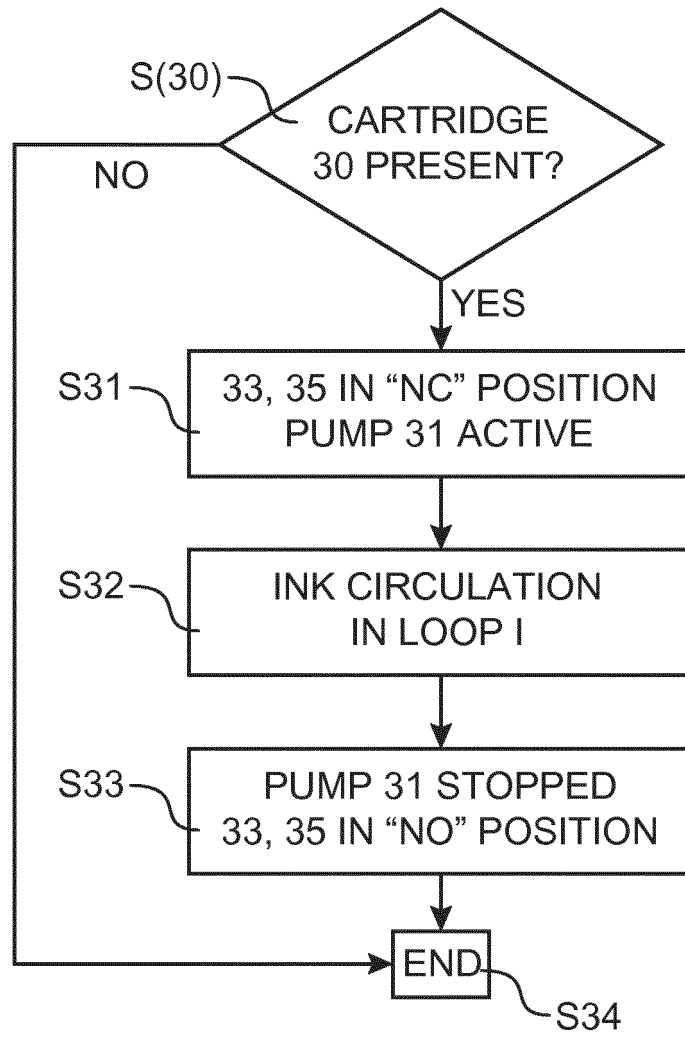 S(30)
CARTRIDGE
30 PRESENT?
NO
YES
S31
33, 35 IN “NC” POSITION
PUMP 31 ACTIVE
S32
INK CIRCULATION
IN LOOP I
S33
PUMP 31 STOPPED
33, 35 IN “NO” POSITION
END
S34